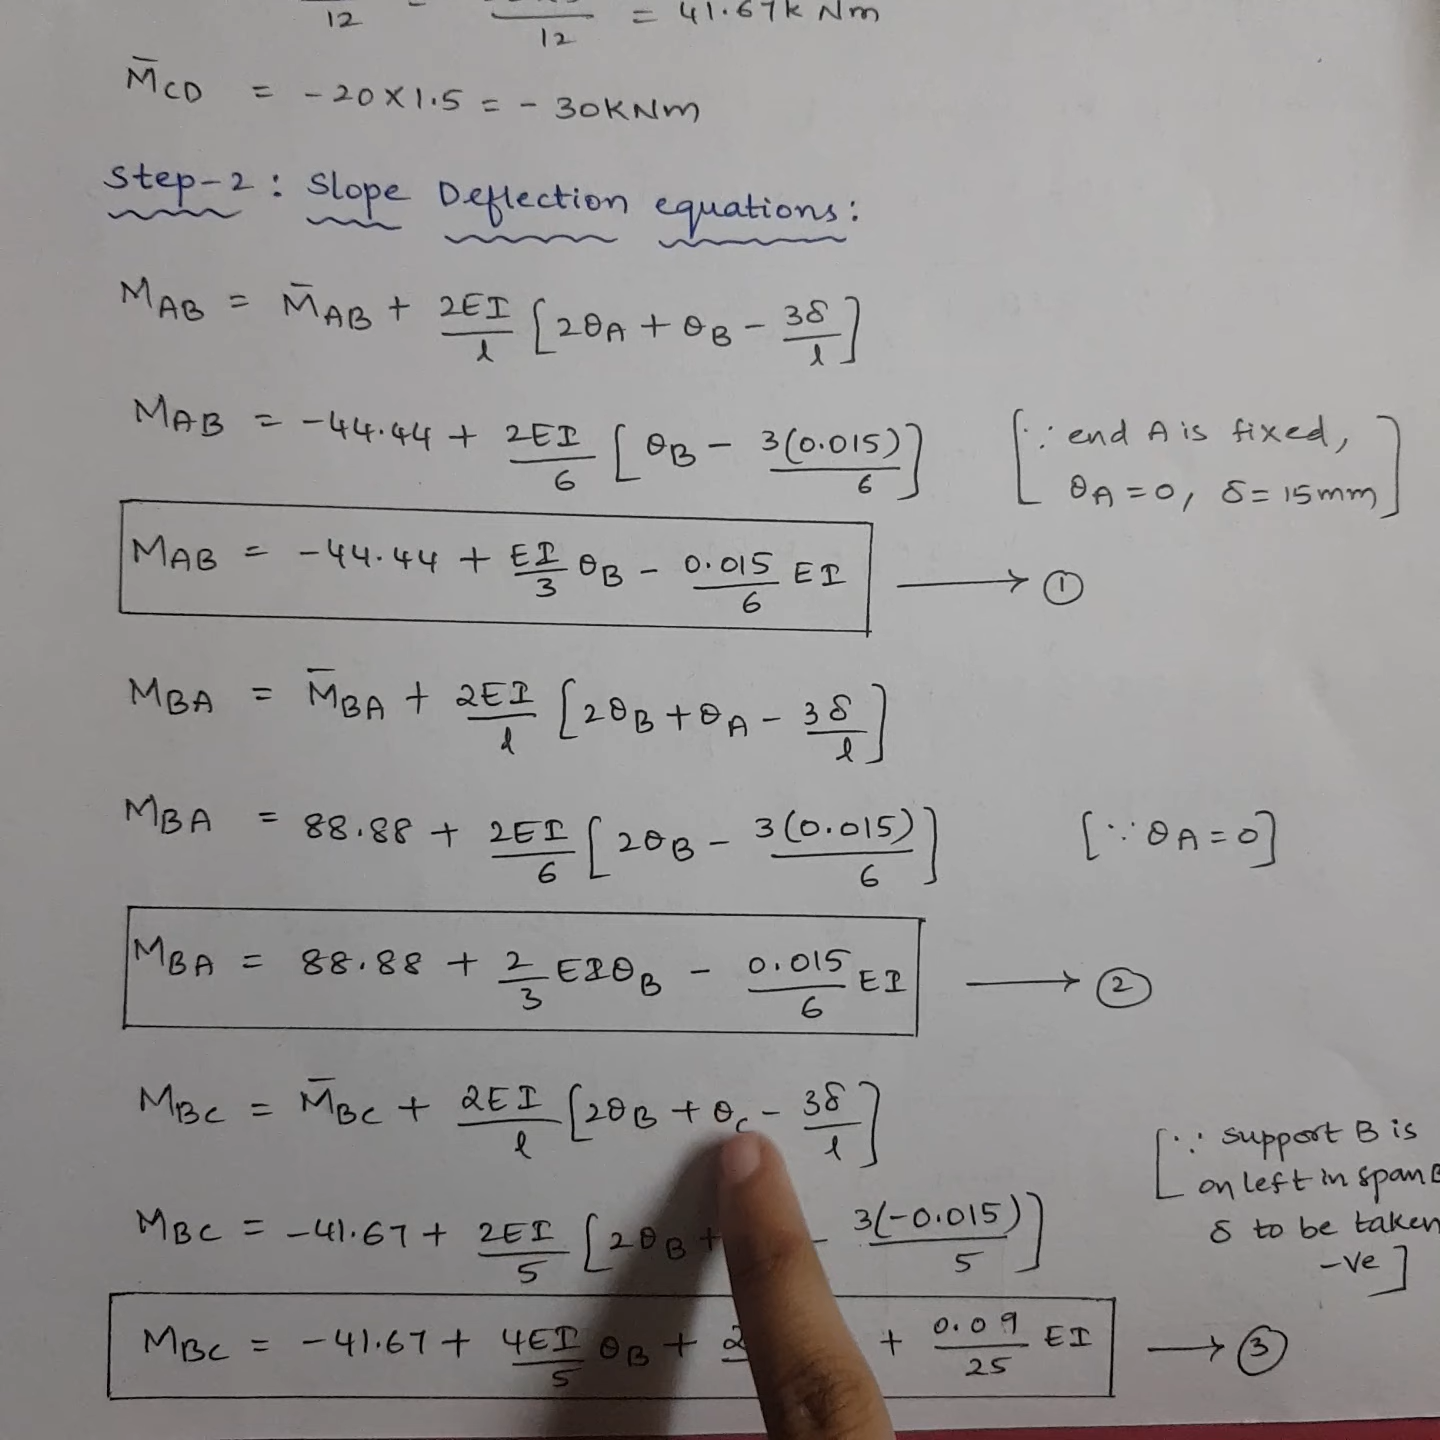 12 12 = 41.67k Nm
M̄CD = -20X1.5 = - 30KNm
Step-2: Slope Deflection equations:
MAB = M̄AB + 2EI/l [2θA + θB - 3δ/l]
MAB = -44.44 + 2EI/6 [θB - 3(0.015)/6] [∵ end A is fixed,
θA = 0, δ = 15mm]
MAB = -44.44 + EI/3 θB - 0.015/6 EI → ①
MBA = M̄BA + 2EI/l [2θB + θA - 3δ/l]
MBA = 88.88 + 2EI/6 [2θB - 3(0.015)/6] [∵ θA = 0]
MBA = 88.88 + 2/3 EIθB - 0.015/6 EI → ②
MBC = M̄BC + 2EI/l [2θB + θC - 3δ/l]
[∵ support B is
on left in span B
MBC = -41.67 + 2EI/5 [2θB + - 3(-0.015)/5] δ to be taken
-ve]
MBC = -41.67 + 4EI/5 θB + 2 + 0.09/25 EI → ③